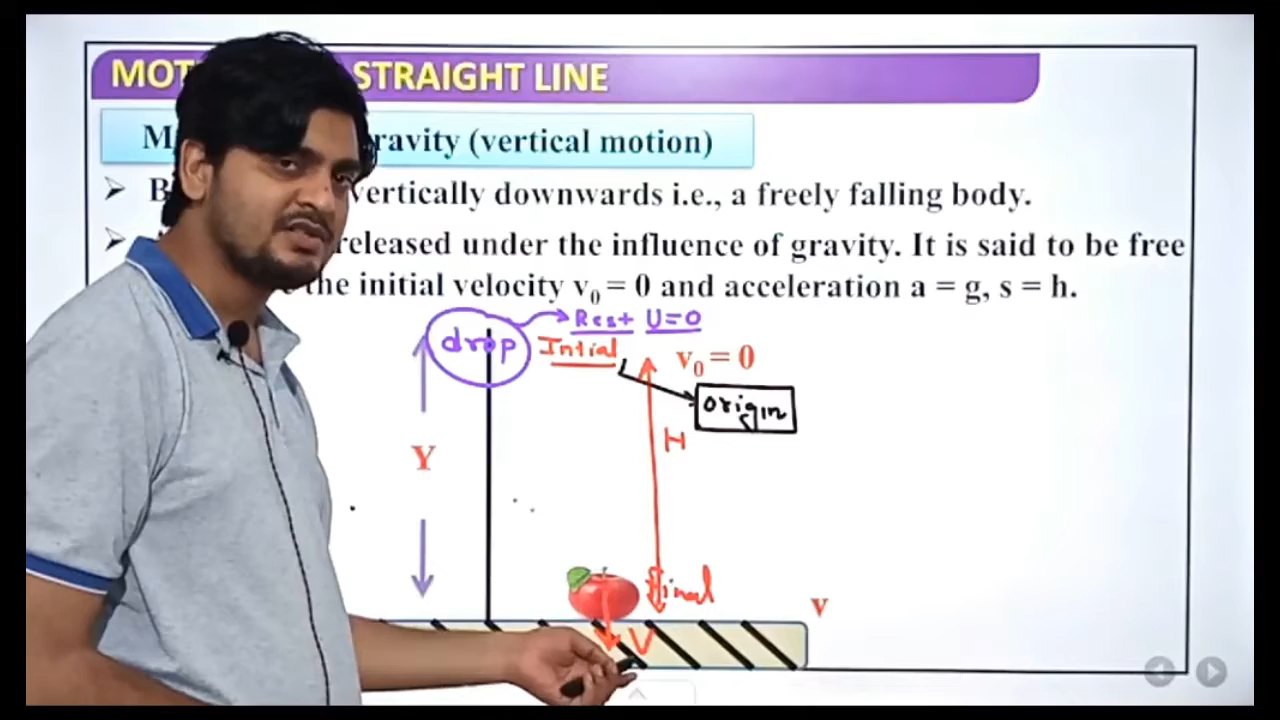 MOT STRAIGHT LINE
M ravity (vertical motion)
B vertically downwards i.e., a freely falling body.
released under the influence of gravity. It is said to be free
the initial velocity v₀ = 0 and acceleration a = g, s = h.
drop Rest U=0
Intial v₀ = 0
origin
H
Y
Final
v
V